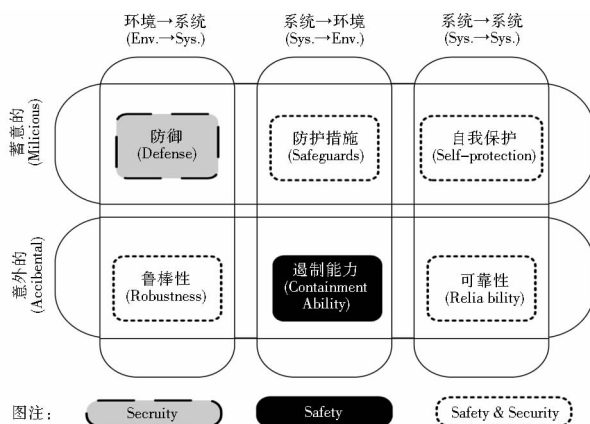 环境→系统
(Env.→Sys.)
系统→环境
(Sys.→Env.)
系统→系统
(Sys.→Sys.)
蓄意的
(Milicious)
防御
(Defense)
防护措施
(Safeguards)
自我保护
(Self-protection)
意外的
(Accibental)
鲁棒性
(Robustness)
遏制能力
(Containment
Ability)
可靠性
(Relia bility)
图注：
Secruity
Safety
Safety & Security